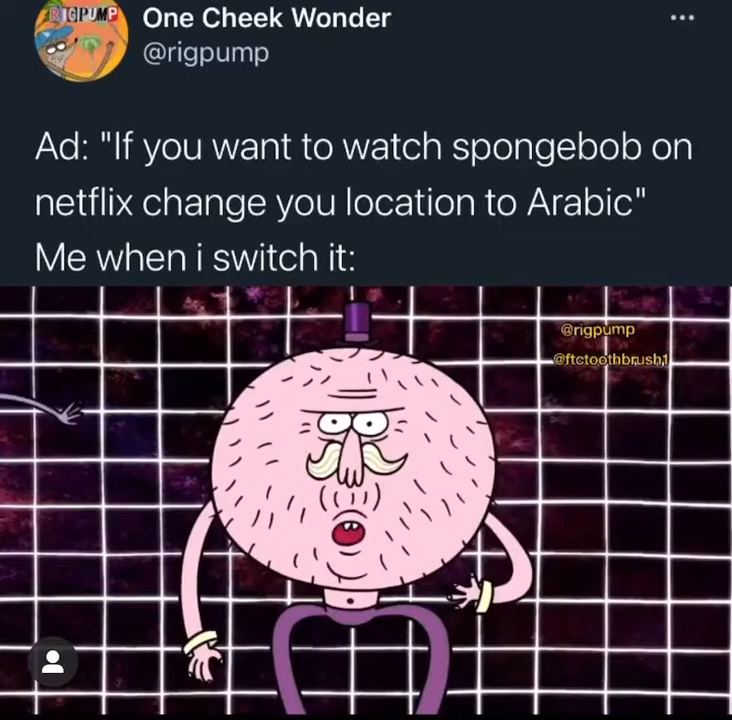 RIGPUMP
One Cheek Wonder
@rigpump
Ad: "If you want to watch spongebob on
netflix change you location to Arabic"
Me when i switch it:
@rigpump
@ftctoothbrush1